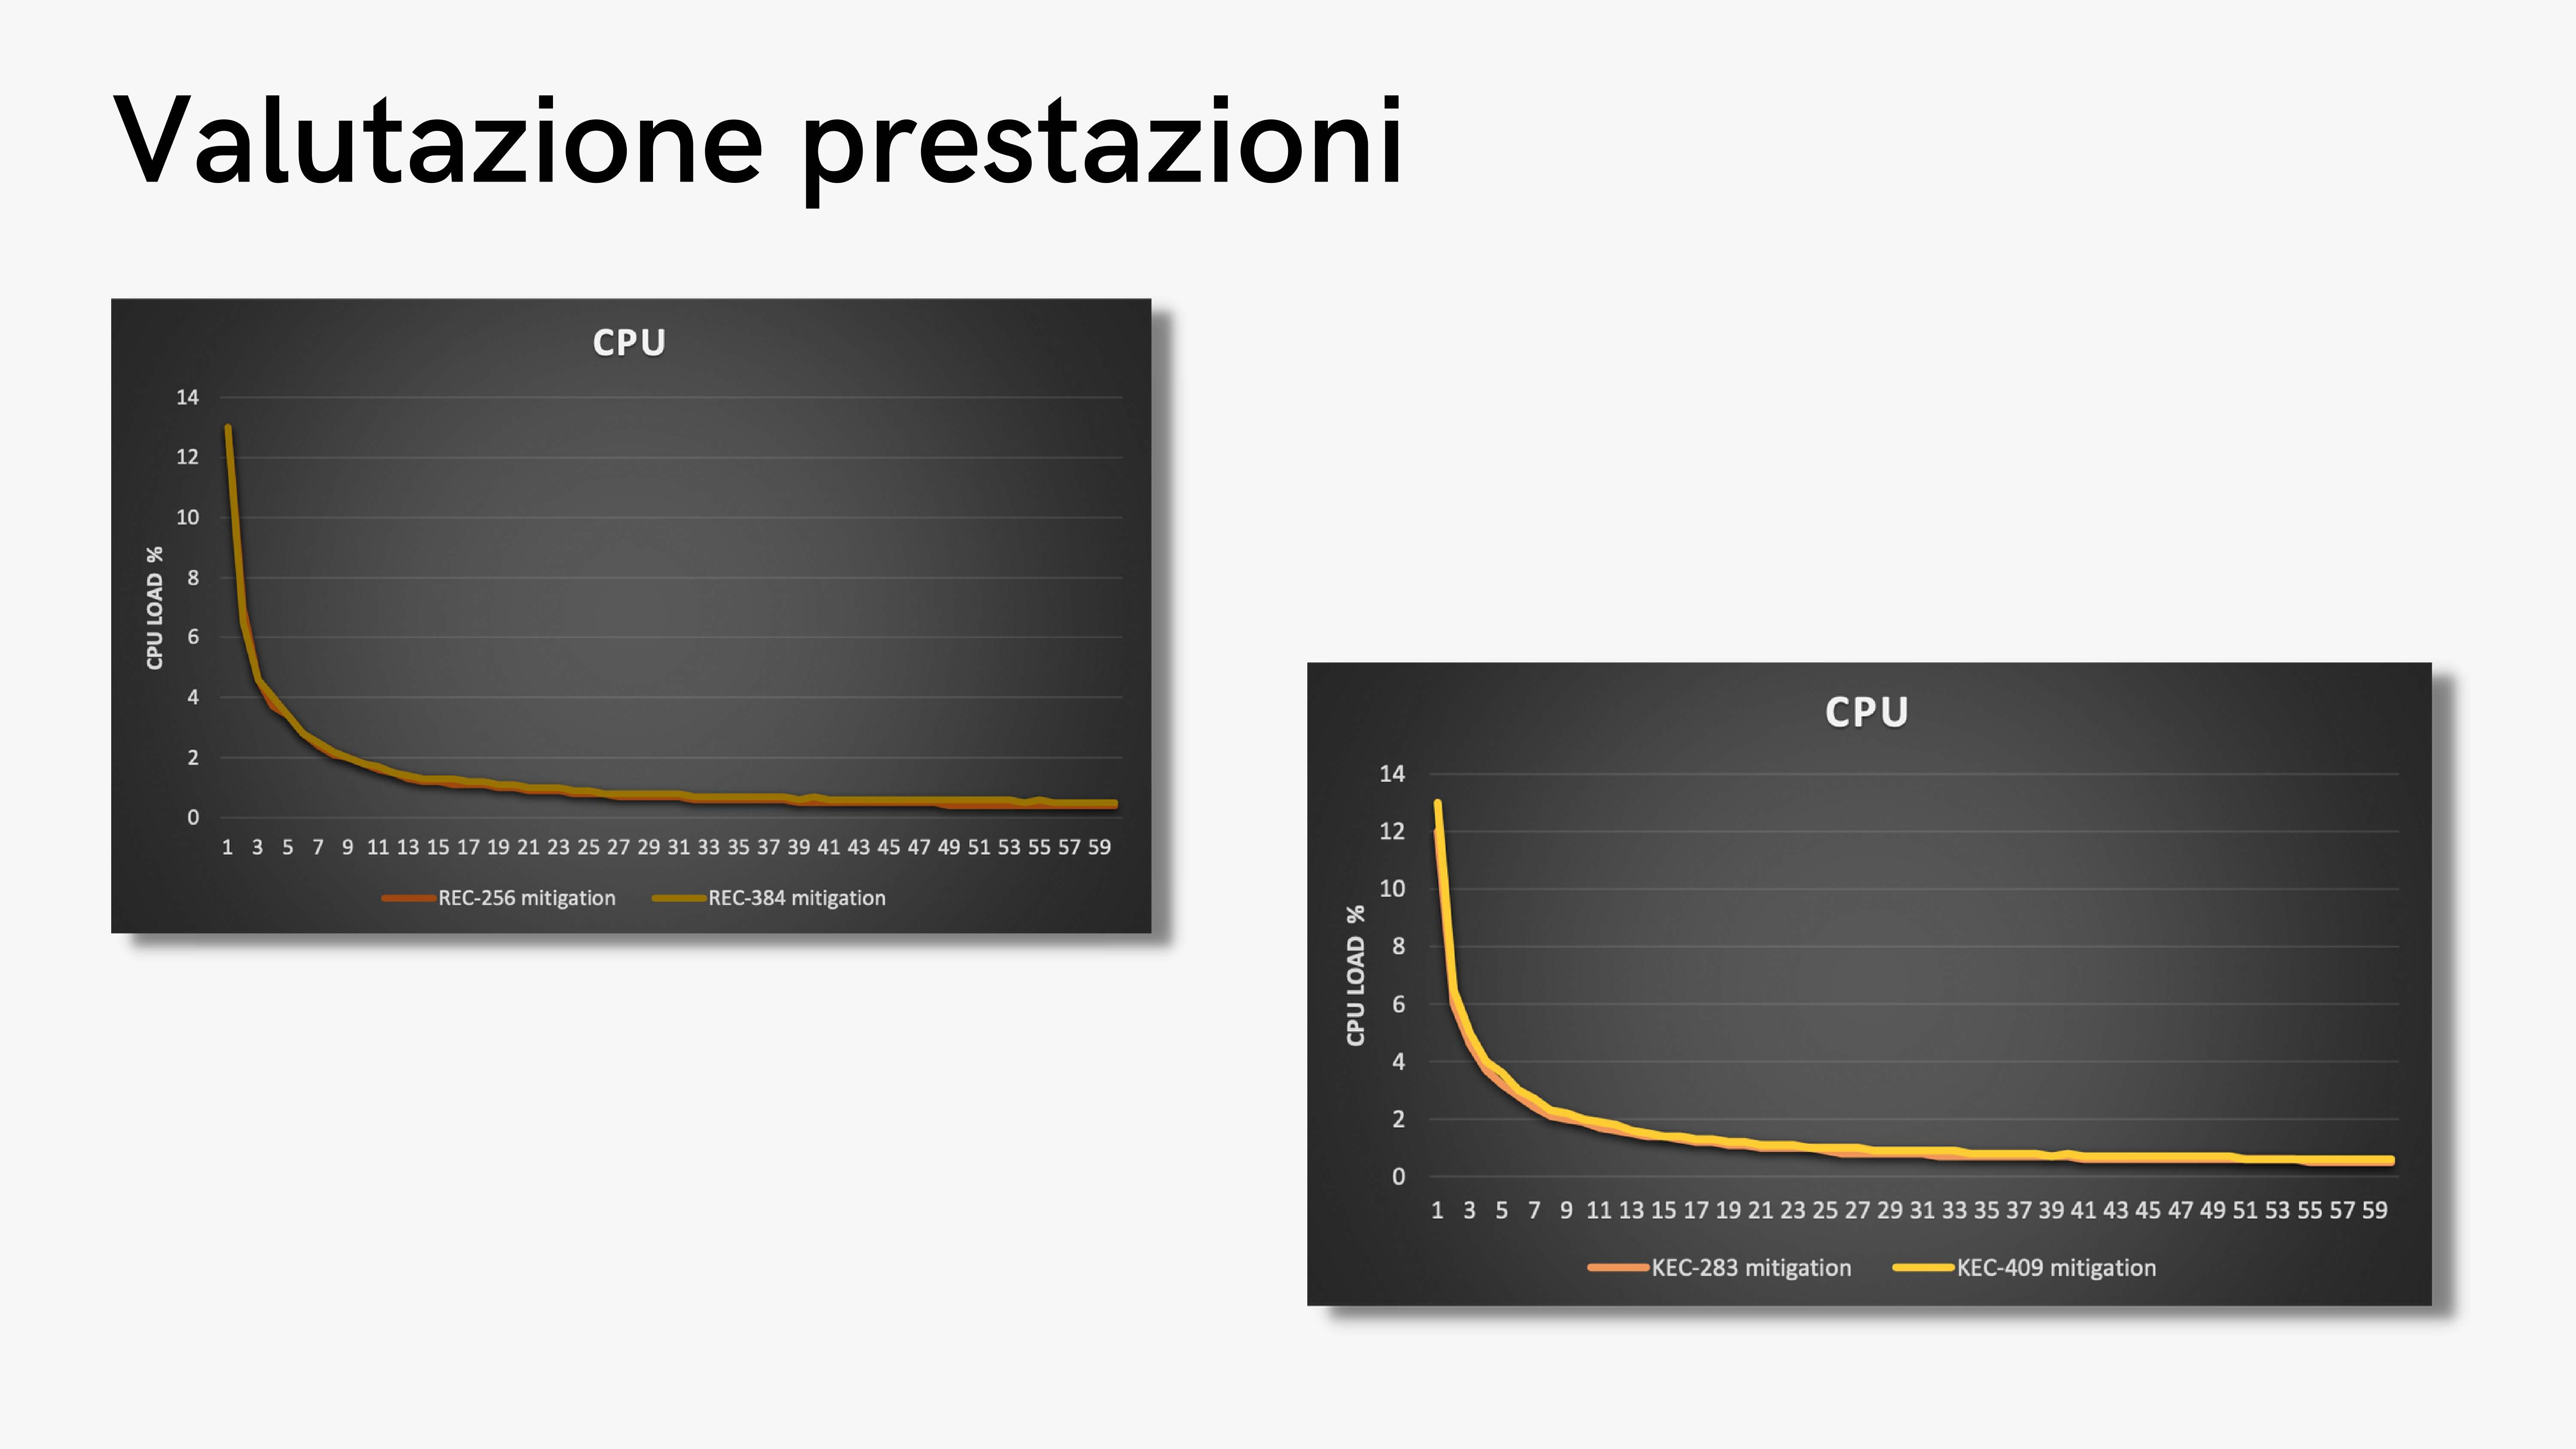 Valutazione prestazioni
CPU
CPU LOAD %
14
12
10
8
6
4
2
0
1 3 5 7 9 11 13 15 17 19 21 23 25 27 29 31 33 35 37 39 41 43 45 47 49 51 53 55 57 59
REC-256 mitigation REC-384 mitigation
CPU
CPU LOAD %
14
12
10
8
6
4
2
0
1 3 5 7 9 11 13 15 17 19 21 23 25 27 29 31 33 35 37 39 41 43 45 47 49 51 53 55 57 59
KEC-283 mitigation KEC-409 mitigation